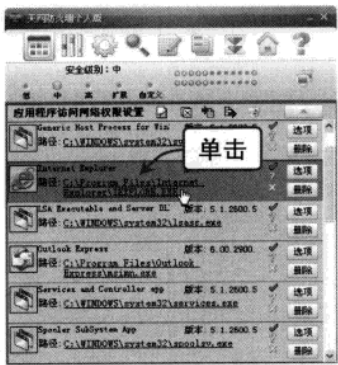 天网防火墙个人版
安全级别：中
低 中 高 扩展 自定义
应用程序访问网络权限设置
Generic Host Process for Win
选项
路径:C:\WINDOWS\system32\sv
删除
单击
Internet Explorer
选项
路径:C:\Program Files\Internet
Explorer\IEXPLORE.EXE
删除
LSA Executable and Server DL 版本: 5.1.2600.5
选项
路径:C:\WINDOWS\system32\lsass.exe
删除
Outlook Express 版本: 6.00.2900.
选项
路径:C:\Program Files\Outlook
Express\msimn.exe
删除
Services and Controller app 版本: 5.1.2600.5
选项
路径:C:\WINDOWS\system32\services.exe
删除
Spooler SubSystem App 版本: 5.1.2600.5
选项
路径:C:\WINDOWS\system32\spoolsv.exe
删除